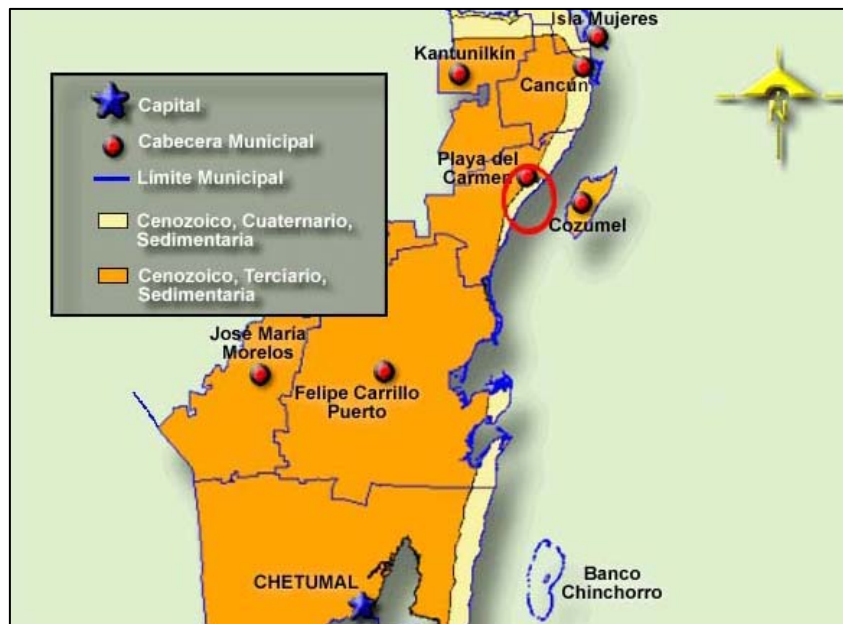 Isla Mujeres
Kantunilkín
Cancún
Capital
Cabecera Municipal
Límite Municipal
Cenozoico, Cuaternario,
Sedimentaria
Cenozoico, Terciario,
Sedimentaria
Playa del
Carmen
Cozumel
N
José María
Morelos
Felipe Carrillo
Puerto
CHETUMAL
Banco
Chinchorro